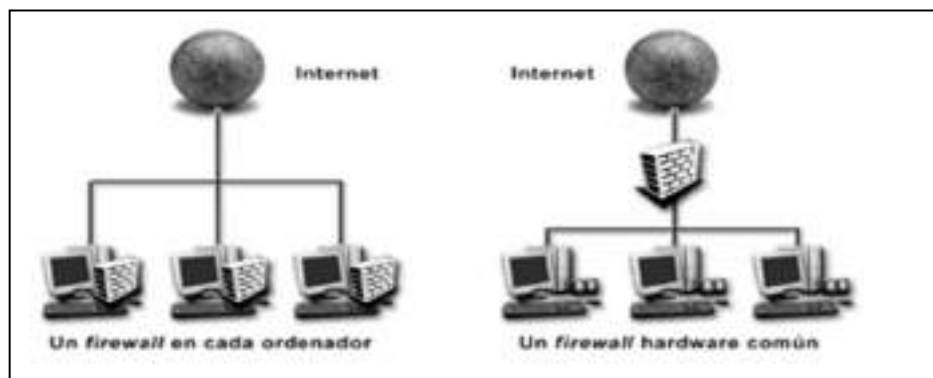 Internet
Internet
Un firewall en cada ordenador
Un firewall hardware común